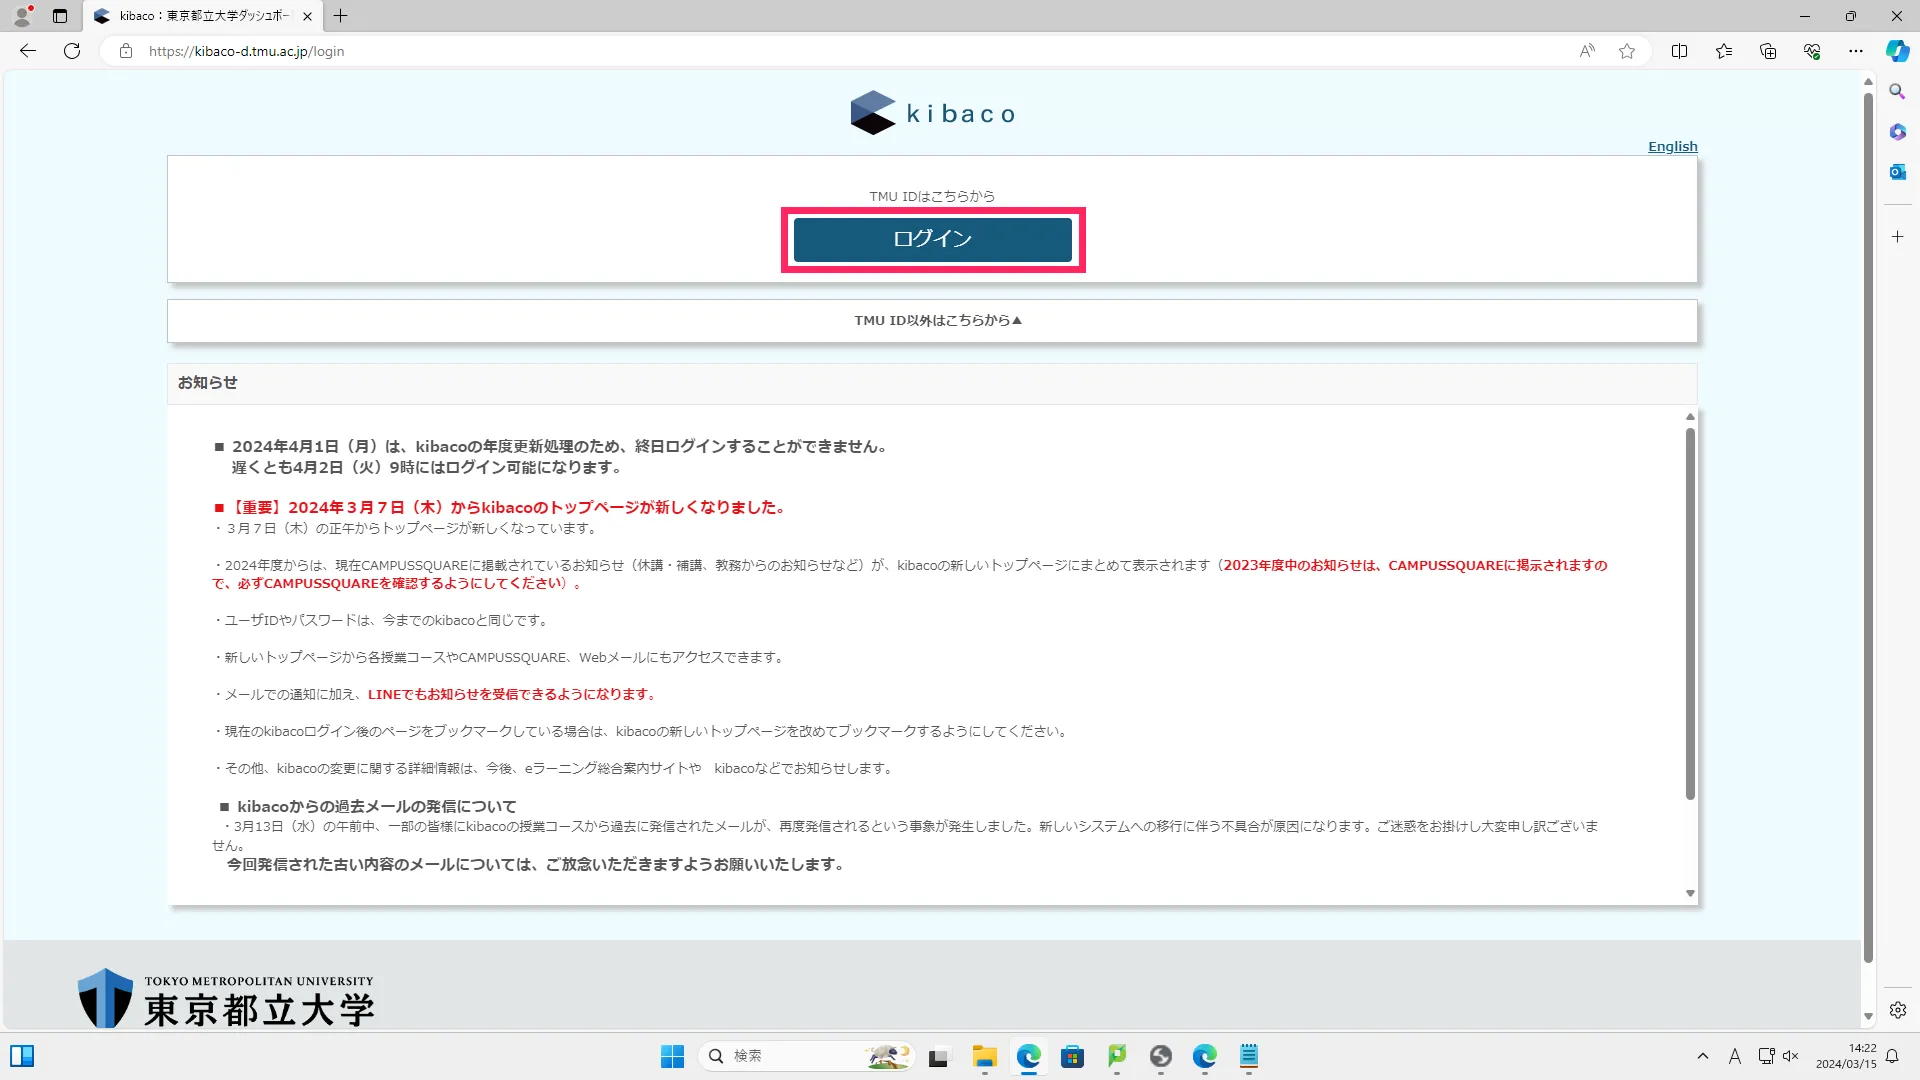 kibaco：東京都立大学ダッシュボー
https://kibaco-d.tmu.ac.jp/login
kibaco
English
TMU IDはこちらから
ログイン
TMU ID以外はこちらから▲
お知らせ
■ 2024年4月1日（月）は、kibacoの年度更新処理のため、終日ログインすることができません。
遅くとも4月2日（火）9時にはログイン可能になります。
■【重要】2024年３月７日（木）からkibacoのトップページが新しくなりました。
・３月７日（木）の正午からトップページが新しくなっています。
・2024年度からは、現在CAMPUSSQUAREに掲載されているお知らせ（休講・補講、教務からのお知らせなど）が、kibacoの新しいトップページにまとめて表示されます（2023年度中のお知らせは、CAMPUSSQUAREに掲示されますの
で、必ずCAMPUSSQUAREを確認するようにしてください）。
・ユーザIDやパスワードは、今までのkibacoと同じです。
・新しいトップページから各授業コースやCAMPUSSQUARE、Webメールにもアクセスできます。
・メールでの通知に加え、LINEでもお知らせを受信できるようになります。
・現在のkibacoログイン後のページをブックマークしている場合は、kibacoの新しいトップページを改めてブックマークするようにしてください。
・その他、kibacoの変更に関する詳細情報は、今後、eラーニング総合案内サイトや　kibacoなどでお知らせします。
■ kibacoからの過去メールの発信について
・3月13日（水）の午前中、一部の皆様にkibacoの授業コースから過去に発信されたメールが、再度発信されるという事象が発生しました。新しいシステムへの移行に伴う不具合が原因になります。ご迷惑をお掛けし大変申し訳ございま
せん。
今回発信された古い内容のメールについては、ご放念いただきますようお願いいたします。
TOKYO METROPOLITAN UNIVERSITY
東京都立大学
検索
A
14:22
2024/03/15